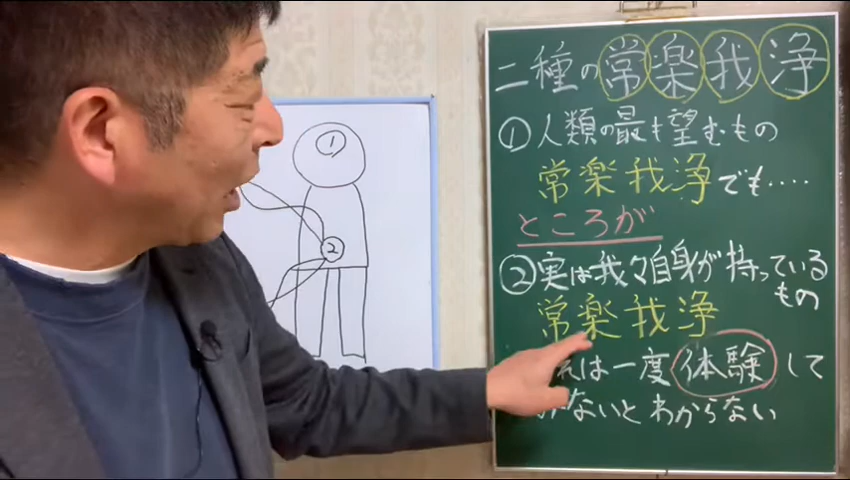 二種の常楽我浄
① 人類の最も望むもの
常楽我浄でも....
ところが
② 実は我々自身が持っている
もの
常楽我浄
は一度体験して
みないとわからない
①
②